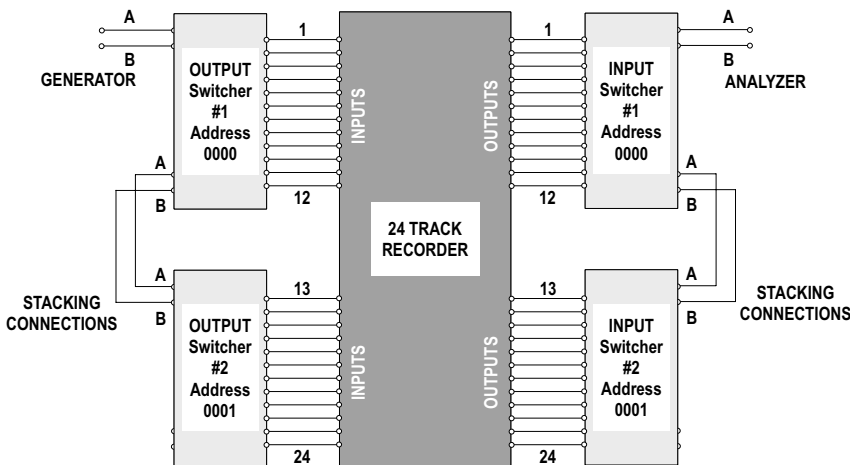 A
B
GENERATOR
OUTPUT
Switcher
#1
Address
0000
A
B
1
12
INPUTS
24 TRACK
RECORDER
OUTPUTS
1
12
INPUT
Switcher
#1
Address
0000
A
B
ANALYZER
A
B
STACKING
CONNECTIONS
A
B
OUTPUT
Switcher
#2
Address
0001
13
24
INPUTS
OUTPUTS
13
24
INPUT
Switcher
#2
Address
0001
A
B
STACKING
CONNECTIONS